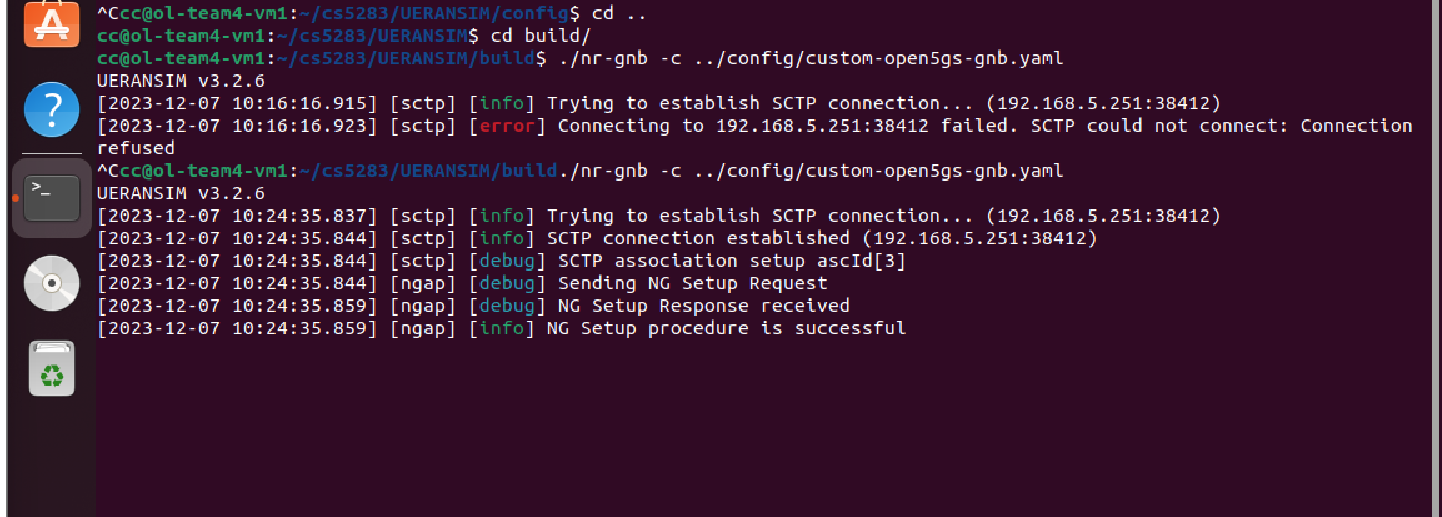 ^Ccc@ol-team4-vm1:~/cs5283/UERANSIM/config$ cd ..
cc@ol-team4-vm1:~/cs5283/UERANSIM$ cd build/
cc@ol-team4-vm1:~/cs5283/UERANSIM/build$ ./nr-gnb -c ../config/custom-open5gs-gnb.yaml
UERANSIM v3.2.6
[2023-12-07 10:16:16.915] [sctp] [info] Trying to establish SCTP connection... (192.168.5.251:38412)
[2023-12-07 10:16:16.923] [sctp] [error] Connecting to 192.168.5.251:38412 failed. SCTP could not connect: Connection
refused
^Ccc@ol-team4-vm1:~/cs5283/UERANSIM/build./nr-gnb -c ../config/custom-open5gs-gnb.yaml
UERANSIM v3.2.6
[2023-12-07 10:24:35.837] [sctp] [info] Trying to establish SCTP connection... (192.168.5.251:38412)
[2023-12-07 10:24:35.844] [sctp] [info] SCTP connection established (192.168.5.251:38412)
[2023-12-07 10:24:35.844] [sctp] [debug] SCTP association setup ascId[3]
[2023-12-07 10:24:35.844] [ngap] [debug] Sending NG Setup Request
[2023-12-07 10:24:35.859] [ngap] [debug] NG Setup Response received
[2023-12-07 10:24:35.859] [ngap] [info] NG Setup procedure is successful